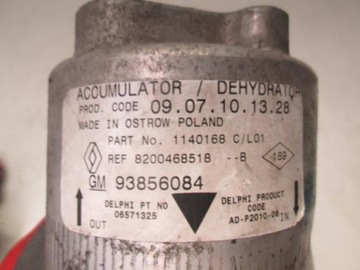 ACCUMULATOR / DEHYDRATOR
PROD. CODE 09.07.10.13.28
MADE IN OSTROW POLAND
PART No. 1140168 C/L01
REF 8200468518 --B 189
GM 93856084
DELPHI PT NO
06571325
DELPHI PRODUCT
CODE
AD-P2010-06
OUT
IN